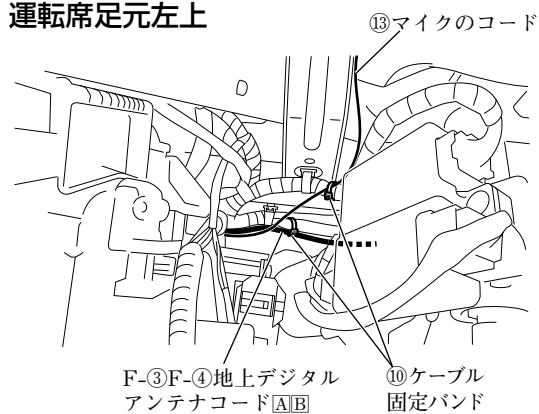 運転席足元左上
⑬マイクのコード
F-③F-④地上デジタル
アンテナコードAB
⑩ケーブル
固定バンド